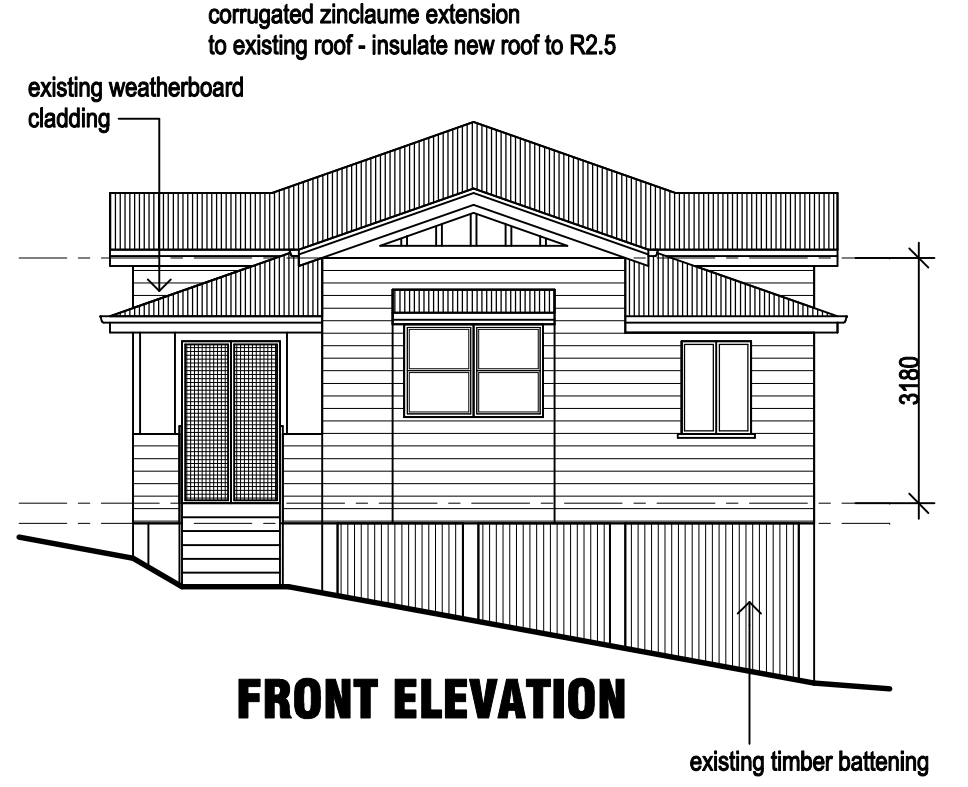 corrugated zinclaume extension
to existing roof - insulate new roof to R2.5
existing weatherboard
cladding
3180
FRONT ELEVATION
existing timber battening